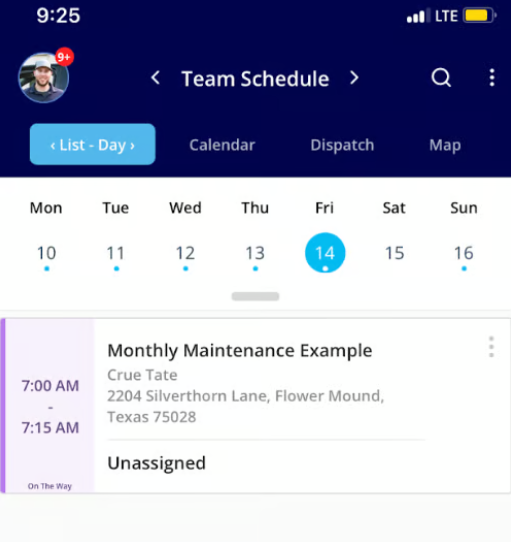 9:25
LTE
9+
‹ Team Schedule ›
‹ List - Day ›
Calendar
Dispatch
Map
Mon Tue Wed Thu Fri Sat Sun
10 11 12 13 14 15 16
Monthly Maintenance Example
Crue Tate
2204 Silverthorn Lane, Flower Mound,
Texas 75028
7:00 AM
-
7:15 AM
Unassigned
On The Way